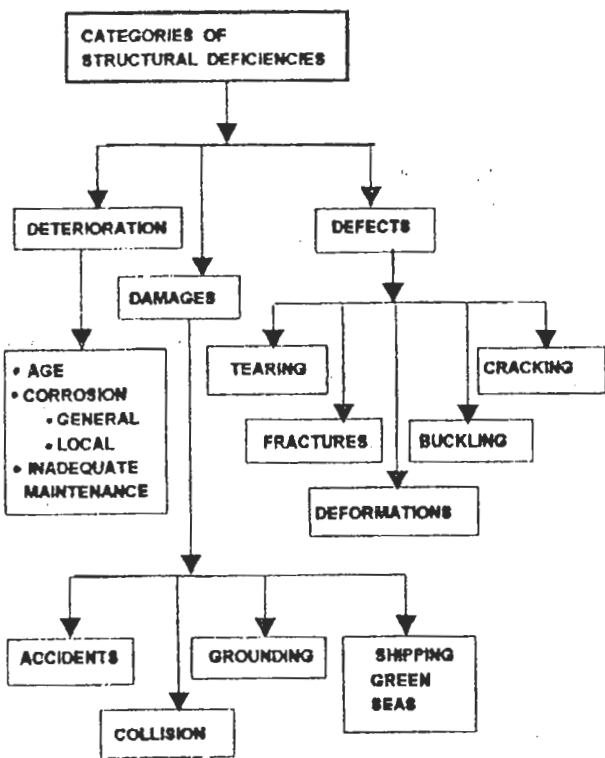 CATEGORIES OF
STRUCTURAL DEFICIENCIES
DETERIORATION
DEFECTS
DAMAGES
• AGE
• CORROSION
• GENERAL
• LOCAL
• INADEQUATE
MAINTENANCE
TEARING
CRACKING
FRACTURES
BUCKLING
DEFORMATIONS
ACCIDENTS
GROUNDING
SHIPPING
GREEN
SEAS
COLLISION